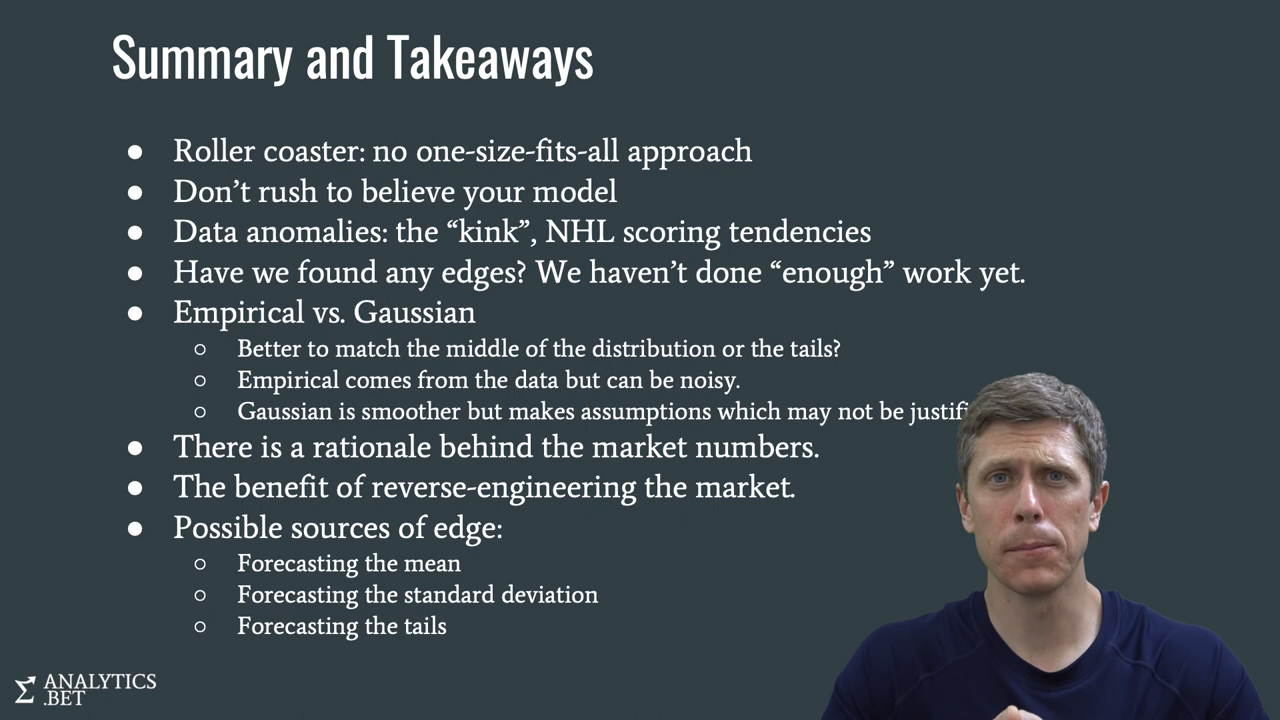 Summary and Takeaways
● Roller coaster: no one-size-fits-all approach
● Don’t rush to believe your model
● Data anomalies: the “kink”, NHL scoring tendencies
● Have we found any edges? We haven’t done “enough” work yet.
● Empirical vs. Gaussian
○ Better to match the middle of the distribution or the tails?
○ Empirical comes from the data but can be noisy.
○ Gaussian is smoother but makes assumptions which may not be
● There is a rationale behind the market numbers.
● The benefit of reverse-engineering the market.
● Possible sources of edge:
○ Forecasting the mean
○ Forecasting the standard deviation
○ Forecasting the tails
ANALYTICS
.BET